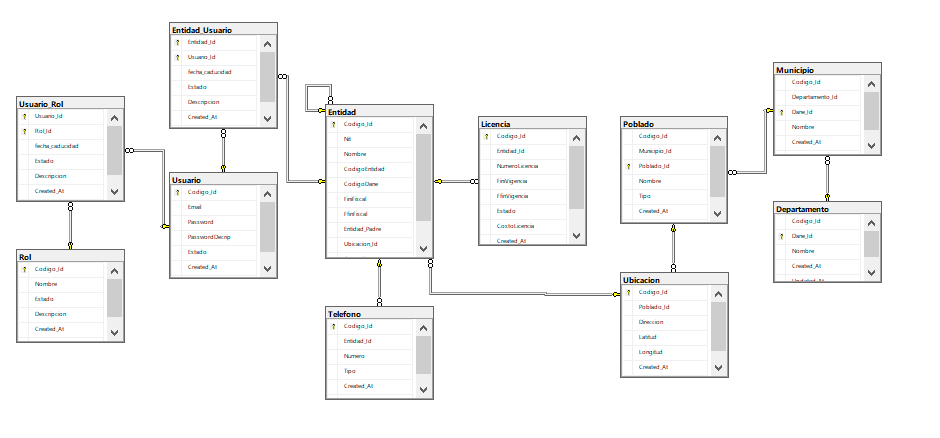 Entidad_Usuario
Entidad_Id
Usuario_Id
fecha_caducidad
Estado
Descripcion
Created_At
Usuario_Rol
Usuario_Id
Rol_Id
fecha_caducidad
Estado
Descripcion
Created_At
Usuario
Codigo_Id
Email
Password
PasswordDecrip
Estado
Created_At
Rol
Codigo_Id
Nombre
Estado
Descripcion
Created_At
Entidad
Codigo_Id
Nit
Nombre
CodigoEntidad
CodigoDane
FiniFiscal
FfinFiscal
Entidad_Padre
Ubicacion_Id
Telefono
Codigo_Id
Entidad_Id
Numero
Tipo
Created_At
Licencia
Codigo_Id
Entidad_Id
NumeroLicencia
FiniVigencia
FfinVigencia
Estado
CostoLicencia
Created_At
Poblado
Codigo_Id
Municipio_Id
Poblado_Id
Nombre
Tipo
Created_At
Ubicacion
Codigo_Id
Poblado_Id
Direccion
Latitud
Longitud
Created_At
Municipio
Codigo_Id
Departamento_Id
Dane_Id
Nombre
Created_At
Departamento
Codigo_Id
Dane_Id
Nombre
Created_At
Updated_At